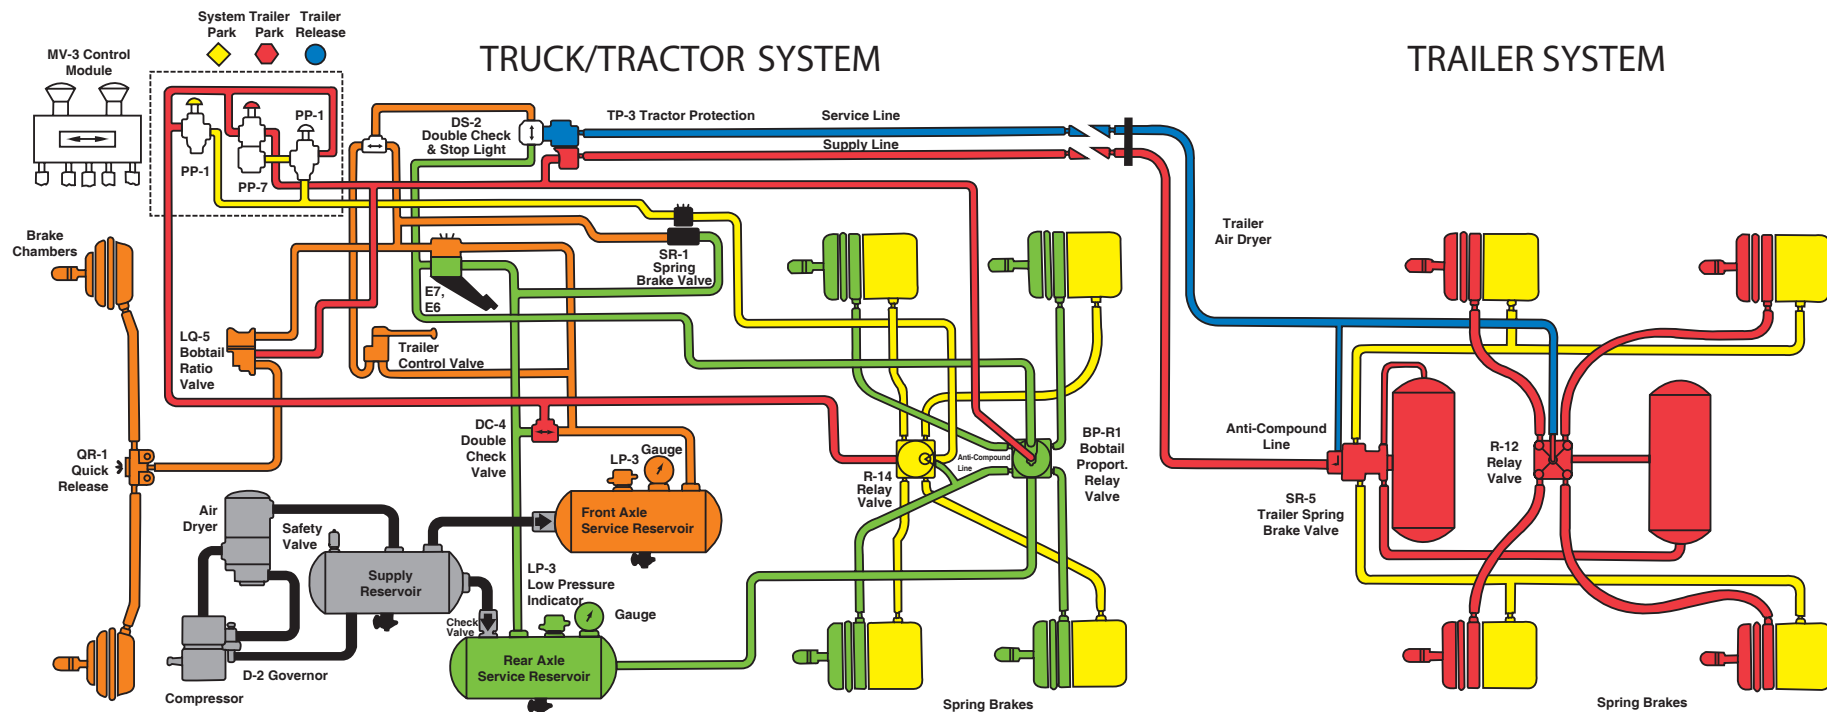 System
Park
Trailer
Park
Trailer
Release
MV-3 Control
Module
TRUCK/TRACTOR SYSTEM
TRAILER SYSTEM
PP-1
PP-7
PP-1
DS-2
Double Check
& Stop Light
TP-3 Tractor Protection
Service Line
Supply Line
Brake
Chambers
SR-1
Spring
Brake Valve
E7,
E6
Trailer
Air Dryer
LQ-5
Bobtail
Ratio
Valve
Trailer
Control Valve
DC-4
Double
Check
Valve
LP-3
Gauge
QR-1
Quick
Release
Anti-Compound
Line
R-14
Relay
Valve
BP-R1
Bobtail
Proport.
Relay
Valve
Anti-Compound
Line
SR-5
Trailer Spring
Brake Valve
R-12
Relay
Valve
Air
Dryer
Safety
Valve
Front Axle
Service Reservoir
Supply
Reservoir
LP-3
Low Pressure
Indicator
Gauge
Check
Valve
Rear Axle
Service Reservoir
D-2 Governor
Compressor
Spring Brakes
Spring Brakes